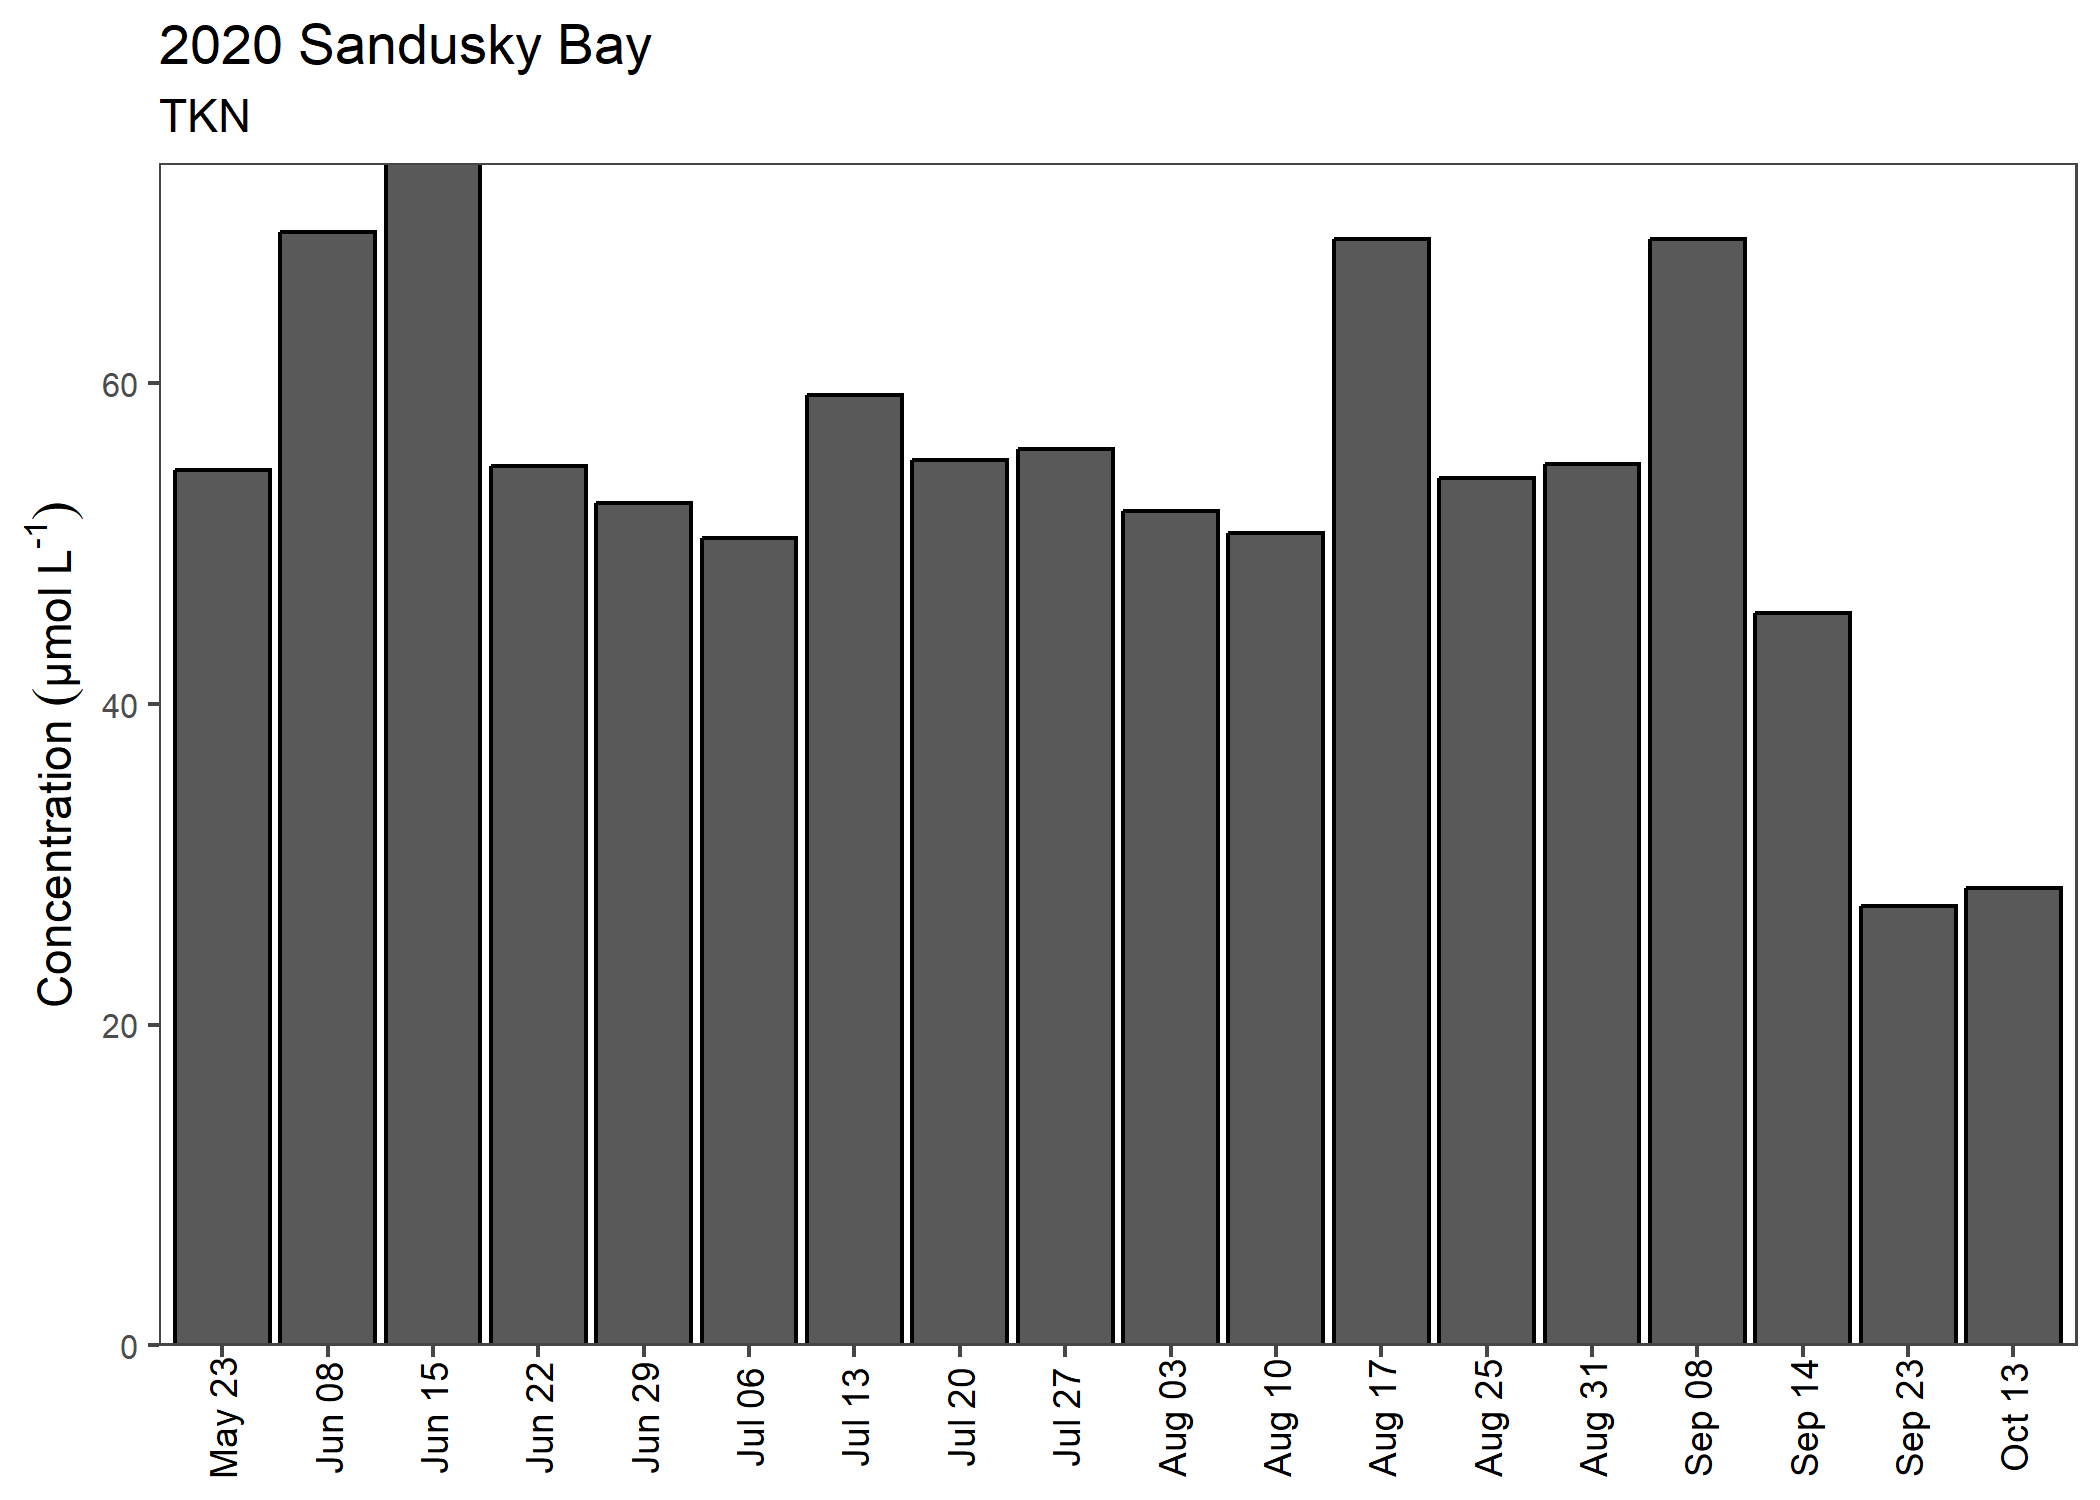 2020 Sandusky Bay
TKN
Concentration (µmol L⁻¹)
60
40
20
0
May 23
Jun 08
Jun 15
Jun 22
Jun 29
Jul 06
Jul 13
Jul 20
Jul 27
Aug 03
Aug 10
Aug 17
Aug 25
Aug 31
Sep 08
Sep 14
Sep 23
Oct 13